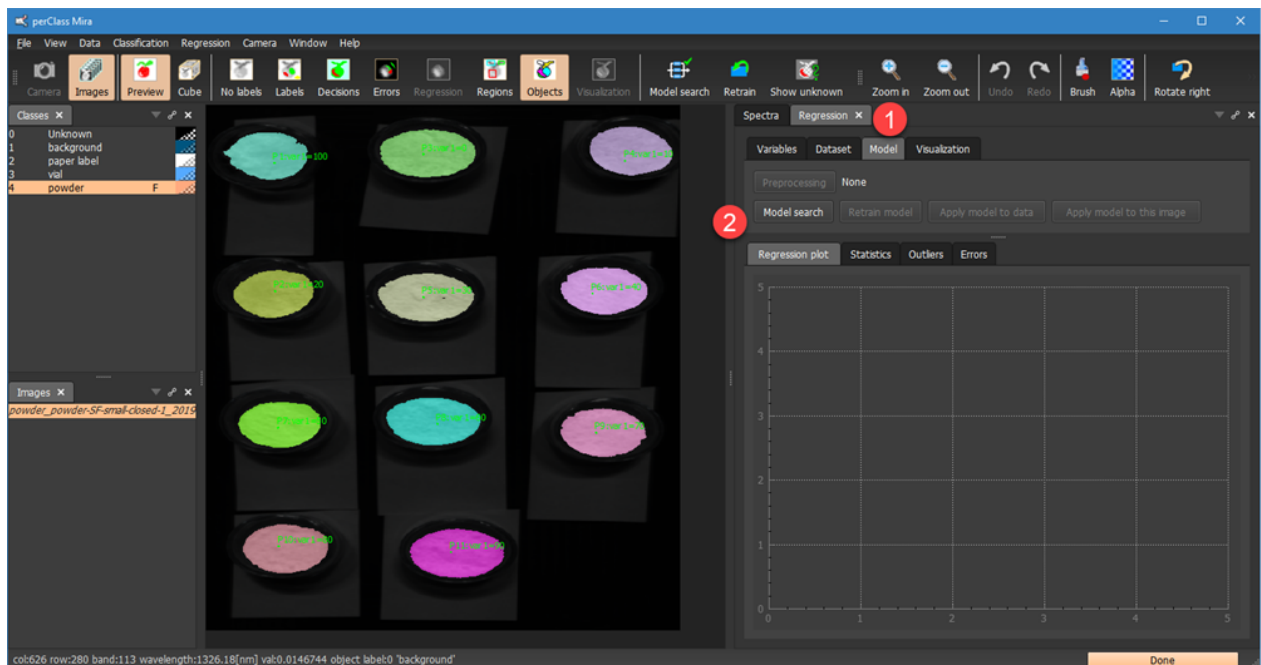 perClass Mira
File View Data Classification Regression Camera Window Help
Camera Images Preview Cube No labels Labels Decisions Errors Regression Regions Objects Visualization Model search Retrain Show unknown Zoom in Zoom out Undo Redo Brush Alpha Rotate right
Classes
0 Unknown
1 background
2 paper label
3 vial
4 powder F
Images
powder_powder-SF-small-closed-1_2019
Spectra Regression 1
Variables Dataset Model Visualization
Preprocessing None
2 Model search Retrain model Apply model to data Apply model to this image
Regression plot Statistics Outliers Errors
5
4
3
2
1
0
0 1 2 3 4 5
col:626 row:280 band:113 wavelength:1326.18[nm] val:0.0146744 object label:0 'background'
Done